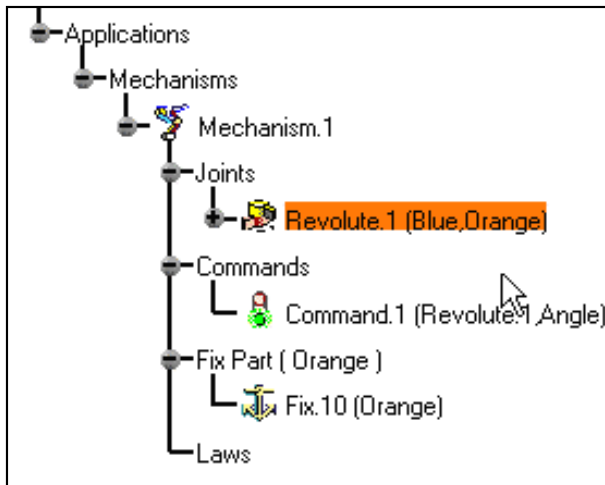 Applications
Mechanisms
Mechanism.1
Joints
Revolute.1 (Blue,Orange)
Commands
Command.1 (Revolute.1,Angle)
Fix Part ( Orange )
Fix.10 (Orange)
Laws